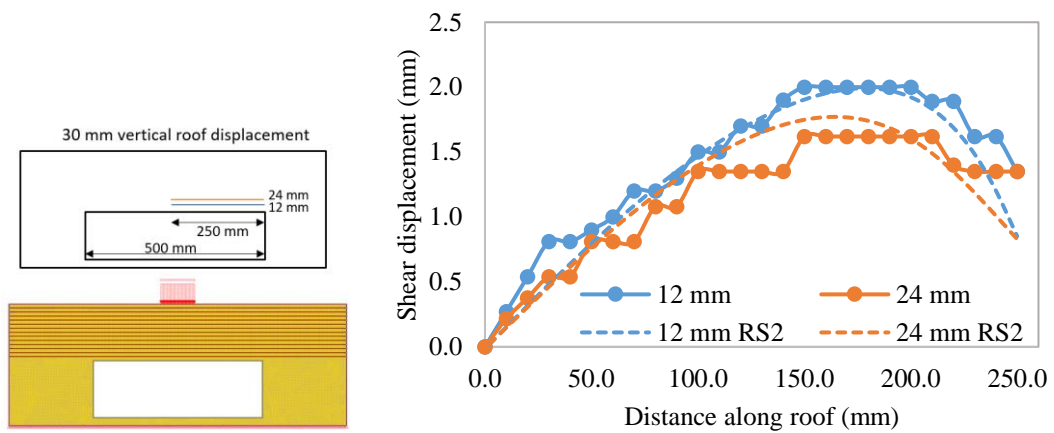 30 mm vertical roof displacement
24 mm
12 mm
250 mm
500 mm
Shear displacement (mm)
2.5
2.0
1.5
1.0
0.5
0.0
12 mm
24 mm
12 mm RS2
24 mm RS2
0.0 50.0 100.0 150.0 200.0 250.0
Distance along roof (mm)